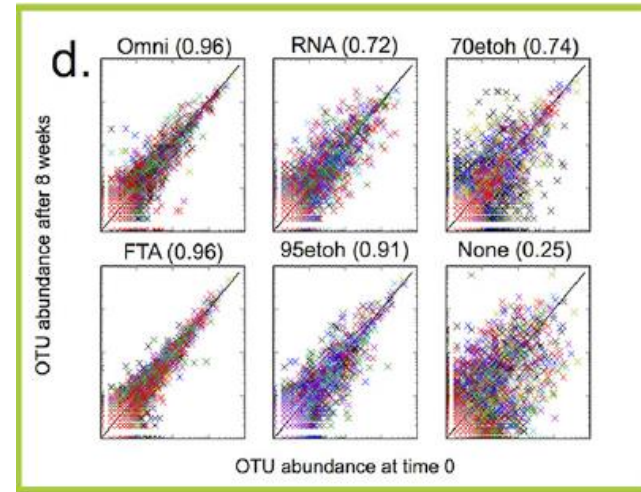 d.
Omni (0.96) RNA (0.72) 70etoh (0.74)
OTU abundance after 8 weeks
FTA (0.96) 95etoh (0.91) None (0.25)
OTU abundance at time 0